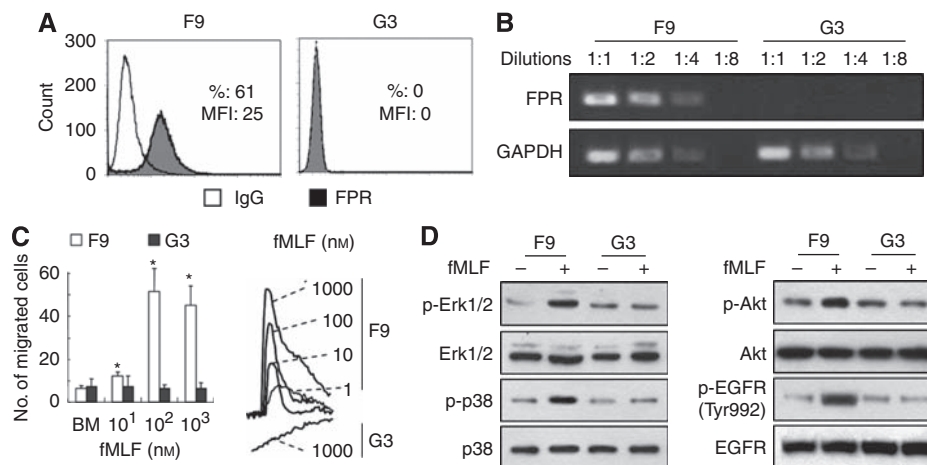 A
F9
G3
300
200
100
0
Count
%: 61
MFI: 25
%: 0
MFI: 0
IgG
FPR
B
F9
G3
Dilutions 1:1 1:2 1:4 1:8 1:1 1:2 1:4 1:8
FPR
GAPDH
C
F9
G3
60
40
20
0
No. of migrated cells
*
*
*
BM 10¹ 10² 10³
fMLF (nM)
fMLF (nM)
1000
100
10
1
F9
1000
G3
D
F9 G3
fMLF – + – +
p-Erk1/2
Erk1/2
p-p38
p38
F9 G3
fMLF – + – +
p-Akt
Akt
p-EGFR
(Tyr992)
EGFR